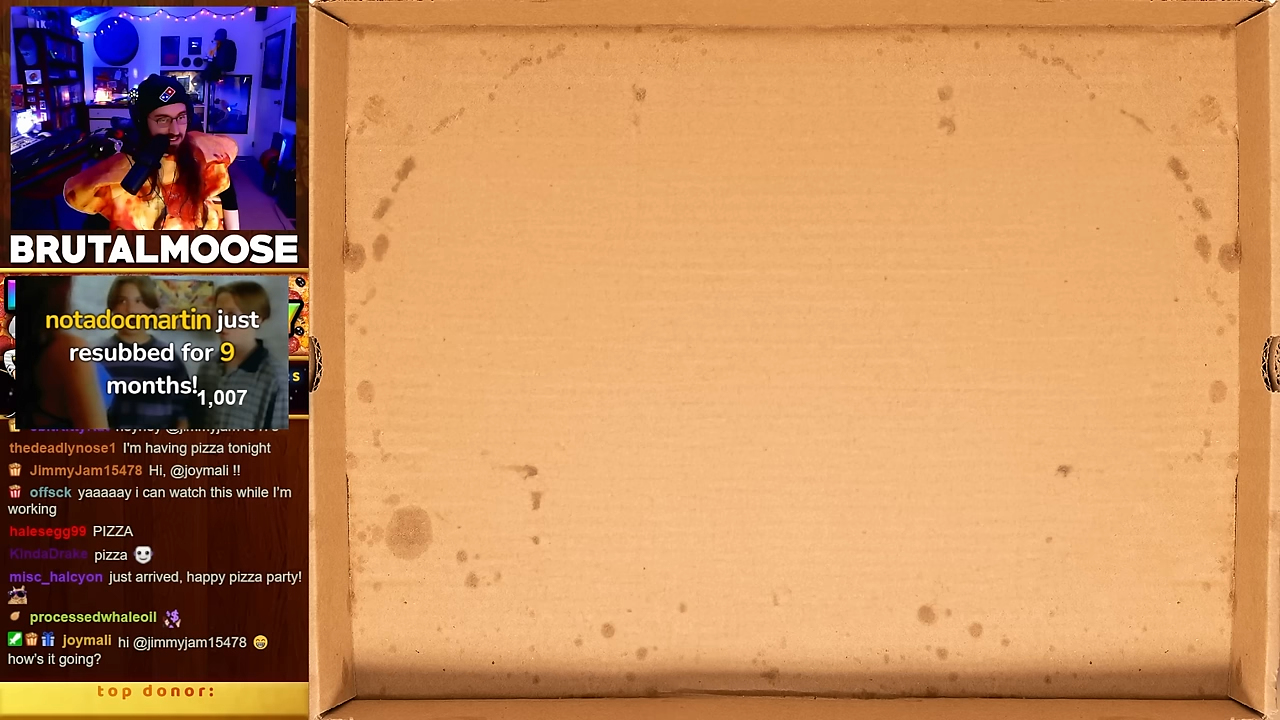 BRUTALMOOSE
notadocmartin just
resubbed for 9
months!
1,007
thedeadlynose1 I'm having pizza tonight
JimmyJam15478 Hi, @joymali !!
offsck yaaaaay i can watch this while I'm
working
halesegg99 PIZZA
KindaDrake pizza
misc_halcyon just arrived, happy pizza party!
processedwhaleoil
joymali hi @jimmyjam15478
how's it going?
top donor: